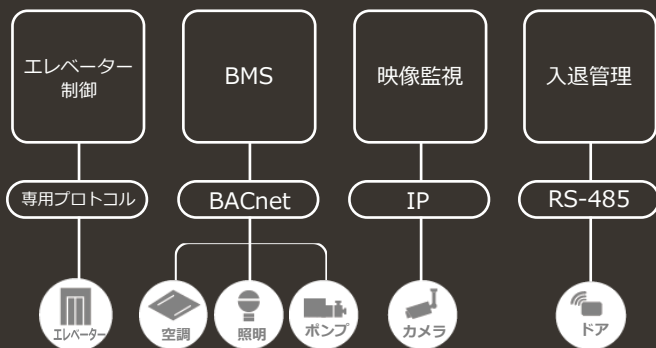 エレベーター
制御
BMS
映像監視
入退管理
専用プロトコル
BACnet
IP
RS-485
エレベーター
空調
照明
ポンプ
カメラ
ドア